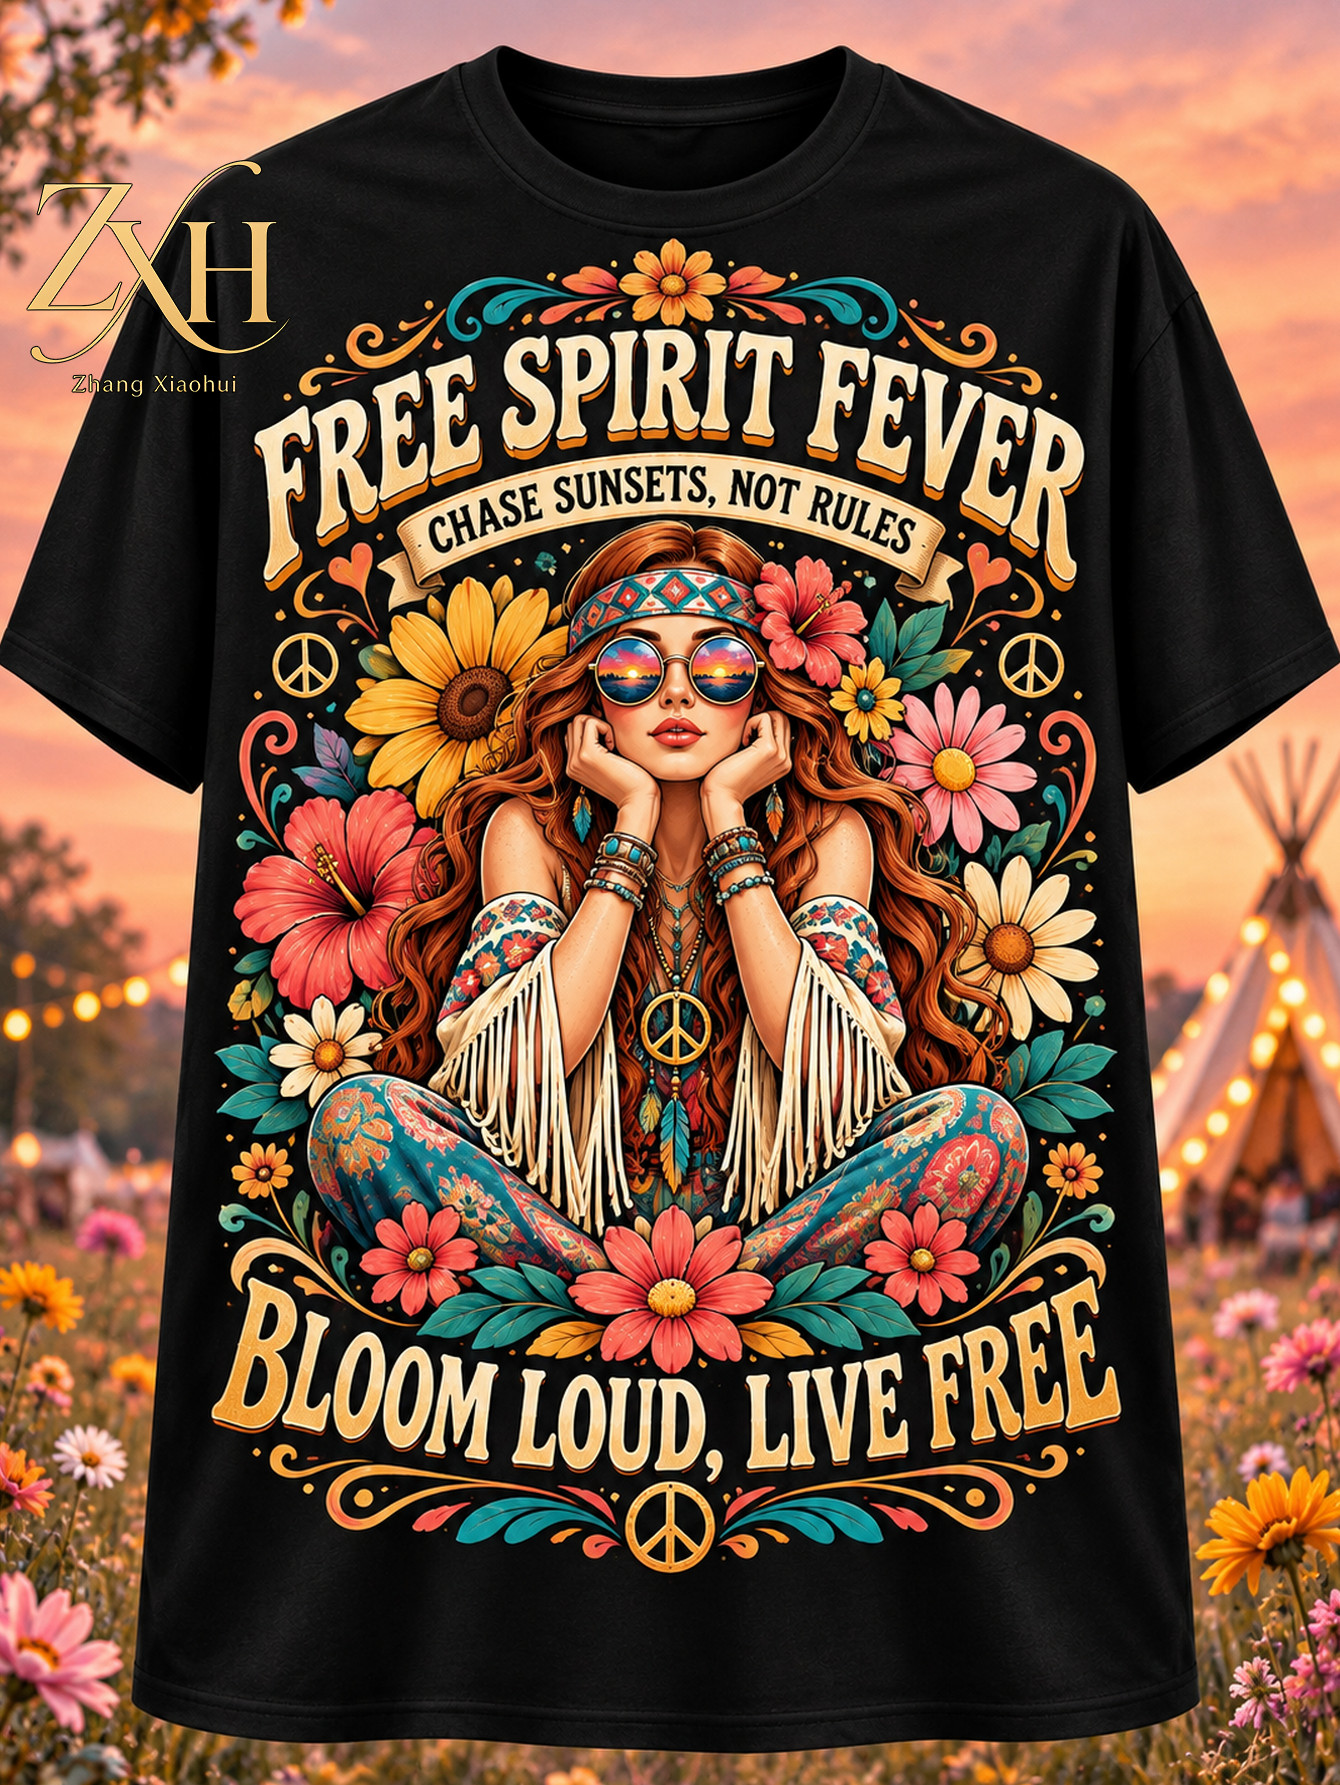 ZXH
Zhang Xiaohui
FREE SPIRIT FEVER
CHASE SUNSETS, NOT RULES
BLOOM LOUD, LIVE FREE